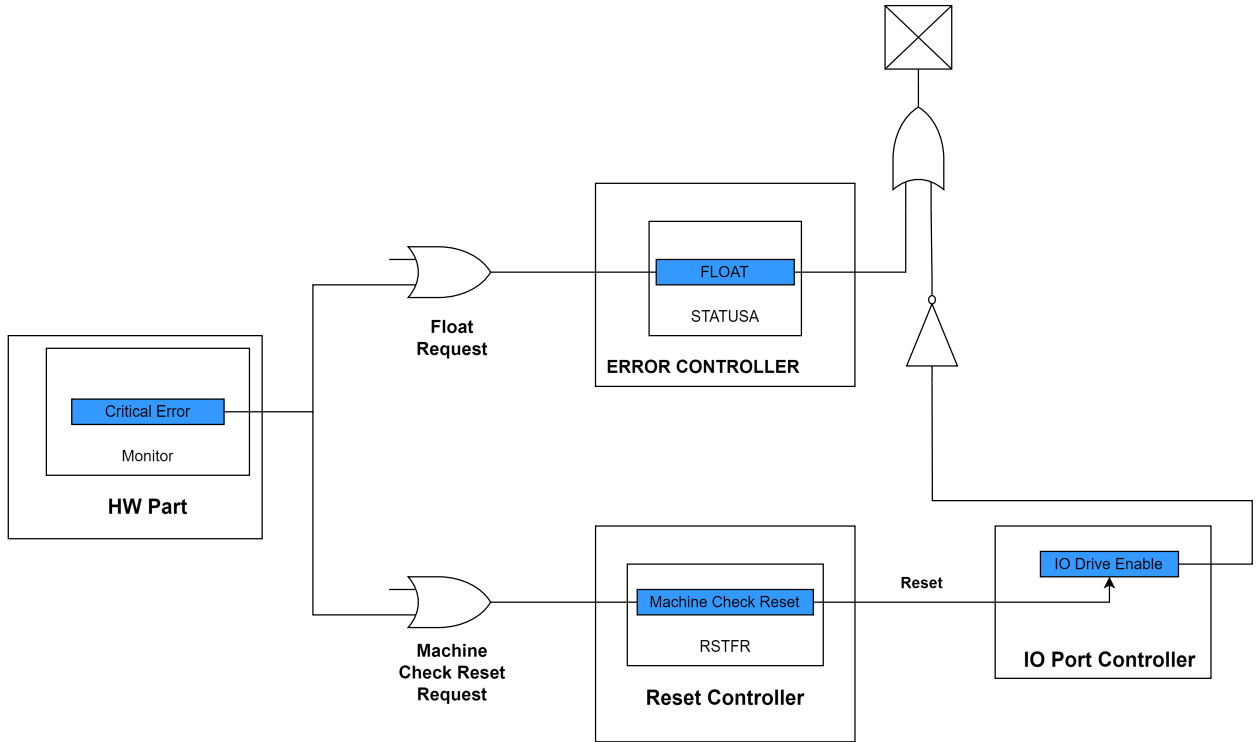 Float
Request
FLOAT
STATUSA
ERROR CONTROLLER
Critical Error
Monitor
HW Part
Machine
Check Reset
Request
Machine Check Reset
RSTFR
Reset Controller
Reset
IO Drive Enable
IO Port Controller